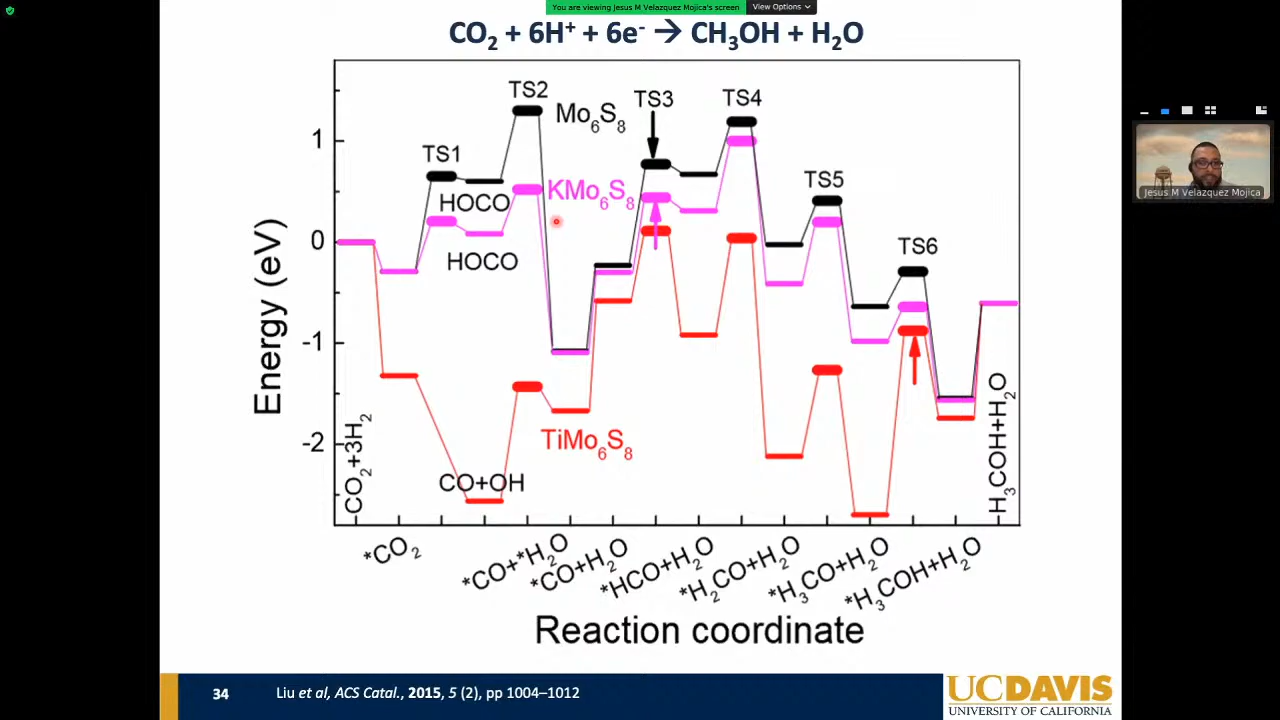 You are viewing Jesus M Velazquez Mojica's screen
View Options
CO₂ + 6H⁺ + 6e⁻ → CH₃OH + H₂O
TS1
TS2
TS3
TS4
TS5
TS6
Mo₆S₈
KMo₆S₈
TiMo₆S₈
HOCO
HOCO
CO+OH
CO₂+3H₂
H₃COH+H₂O
Energy (eV)
1
0
-1
-2
*CO₂
*CO+*H₂O
*CO+H₂O
*HCO+H₂O
*H₂CO+H₂O
*H₃CO+H₂O
*H₃COH+H₂O
Reaction coordinate
34
Liu et al, ACS Catal., 2015, 5 (2), pp 1004–1012
UCDAVIS
UNIVERSITY OF CALIFORNIA
Jesus M Velazquez Mojica